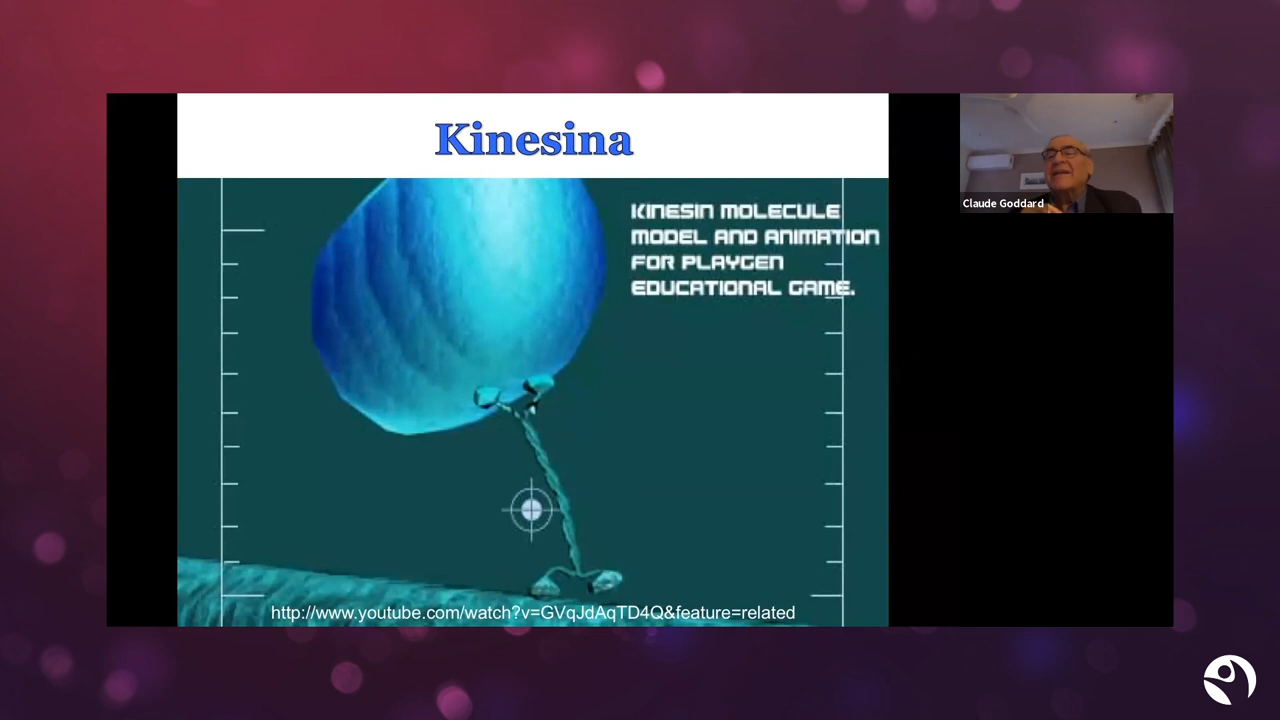 Kinesina
KINESIN MOLECULE
MODEL AND ANIMATION
FOR PLAYGEN
EDUCATIONAL GAME.
http://www.youtube.com/watch?v=GVqJdAqTD4Q&feature=related
Claude Goddard